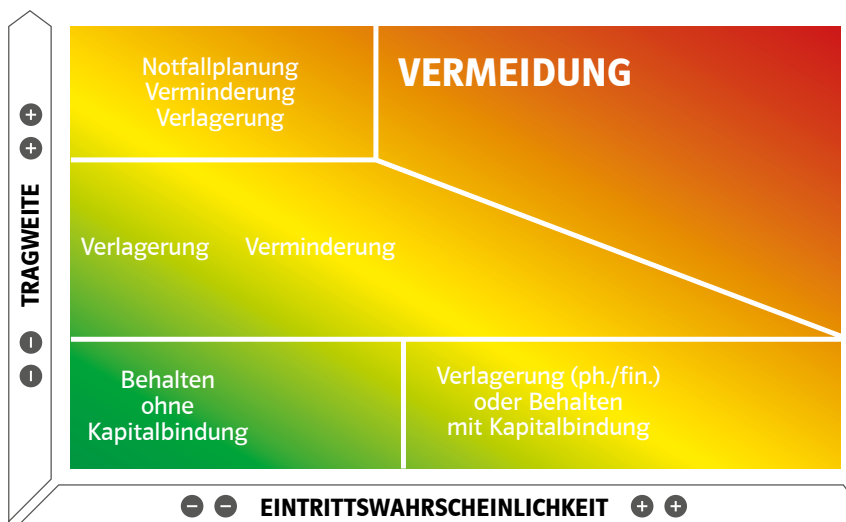 Notfallplanung
Verminderung
Verlagerung
VERMEIDUNG
TRAGWEITE
Verlagerung
Verminderung
Behalten
ohne
Kapitalbindung
Verlagerung (ph./fin.)
oder Behalten
mit Kapitalbindung
EINTRITTSWAHRSCHEINLICHKEIT